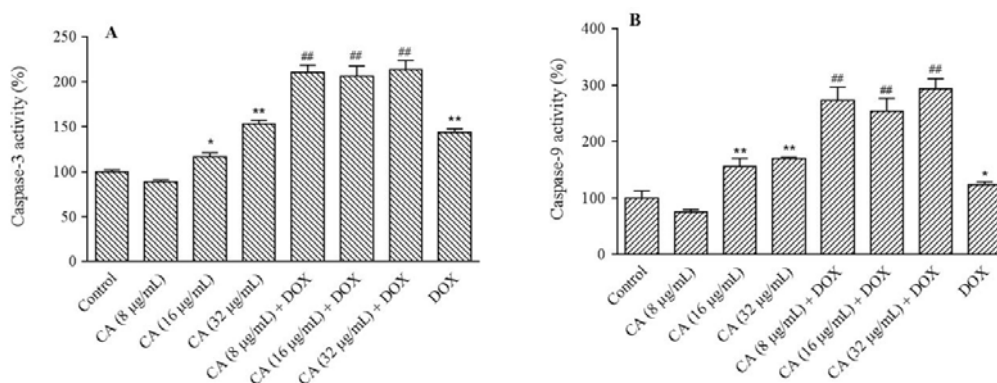 A
Caspase-3 activity (%)
250
200
150
100
50
0
##
##
##
**
*
**
Control
CA (8 µg/mL)
CA (16 µg/mL)
CA (32 µg/mL)
CA (8 µg/mL) + DOX
CA (16 µg/mL) + DOX
CA (32 µg/mL) + DOX
DOX
B
Caspase-9 activity (%)
400
300
200
100
0
##
##
##
**
**
*
Control
CA (8 µg/mL)
CA (16 µg/mL)
CA (32 µg/mL)
CA (8 µg/mL) + DOX
CA (16 µg/mL) + DOX
CA (32 µg/mL) + DOX
DOX